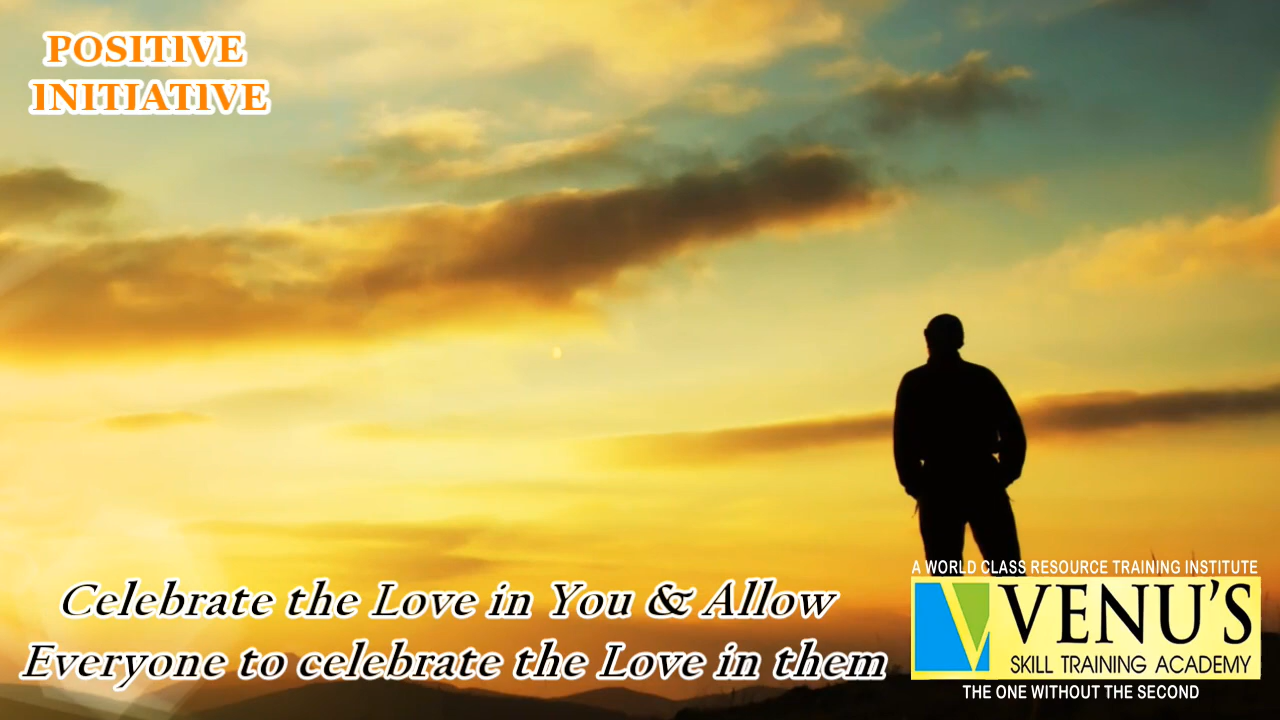 POSITIVE
INITIATIVE
Celebrate the Love in You & Allow
Everyone to celebrate the Love in them
A WORLD CLASS RESOURCE TRAINING INSTITUTE
VENU'S
SKILL TRAINING ACADEMY
THE ONE WITHOUT THE SECOND